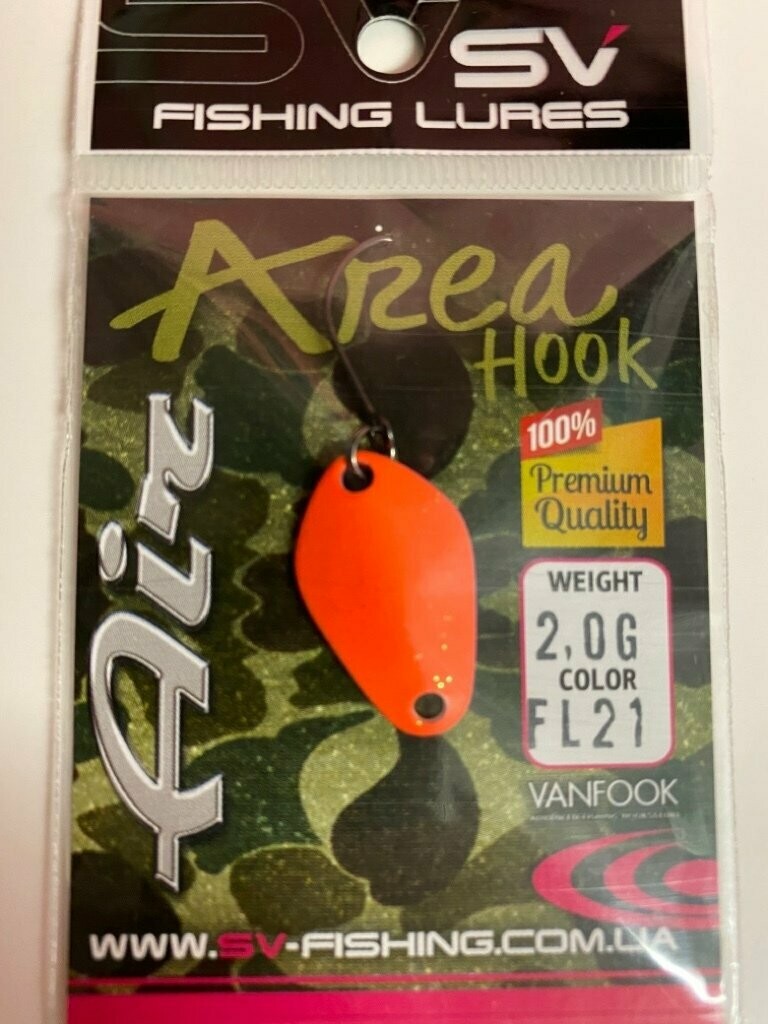 SV
SV
FISHING LURES
Area
Hook
Air
100%
Premium
Quality
WEIGHT
2,0G
COLOR
FL21
VANFOOK
WWW.SV-FISHING.COM.UA